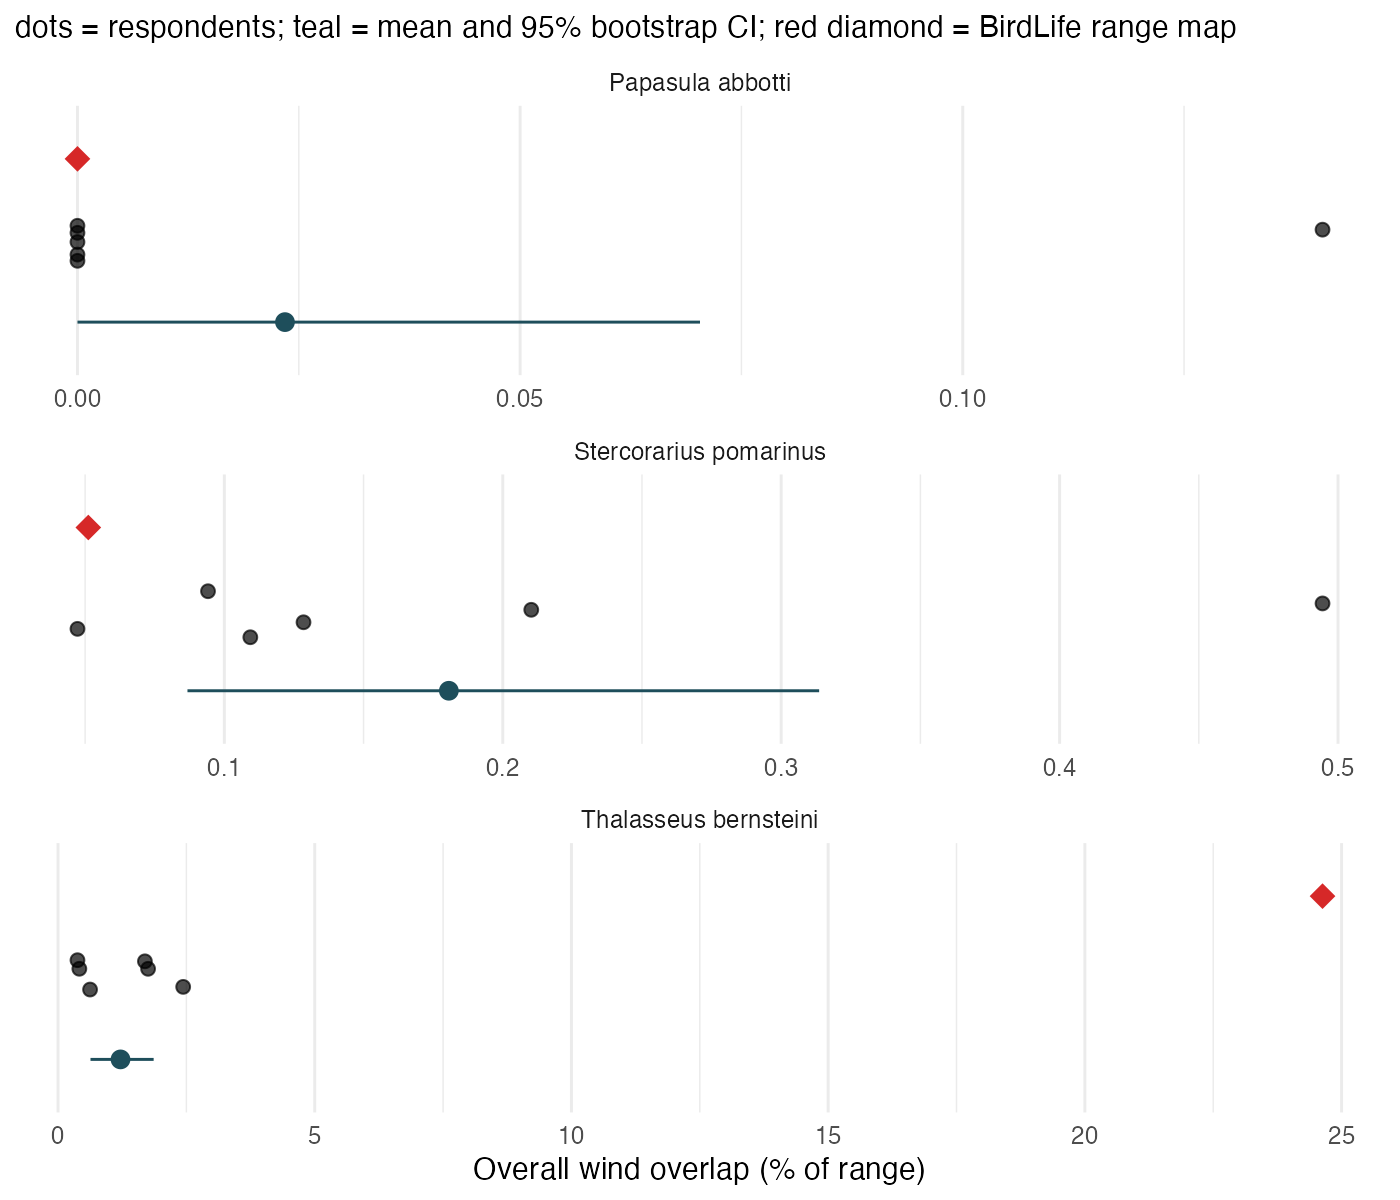 dots = respondents; teal = mean and 95% bootstrap CI; red diamond = BirdLife range map
Papasula abbotti
0.00 0.05 0.10
Stercorarius pomarinus
0.1 0.2 0.3 0.4 0.5
Thalasseus bernsteini
0 5 10 15 20 25
Overall wind overlap (% of range)